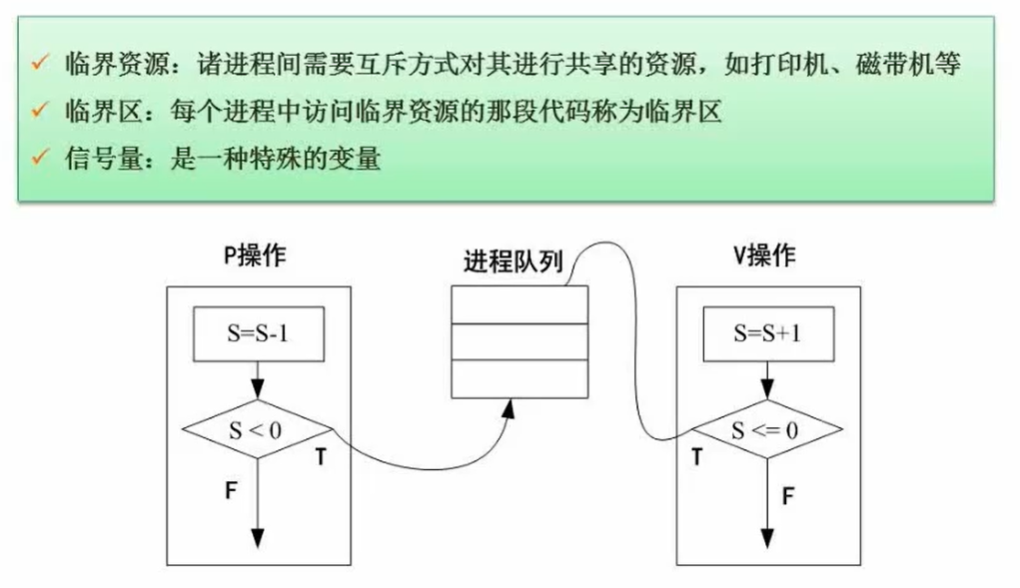 ✓ 临界资源：诸进程间需要互斥方式对其进行共享的资源，如打印机、磁带机等
✓ 临界区：每个进程中访问临界资源的那段代码称为临界区
✓ 信号量：是一种特殊的变量
P操作
进程队列
V操作
S=S-1
S=S+1
S < 0
S <= 0
T
T
F
F